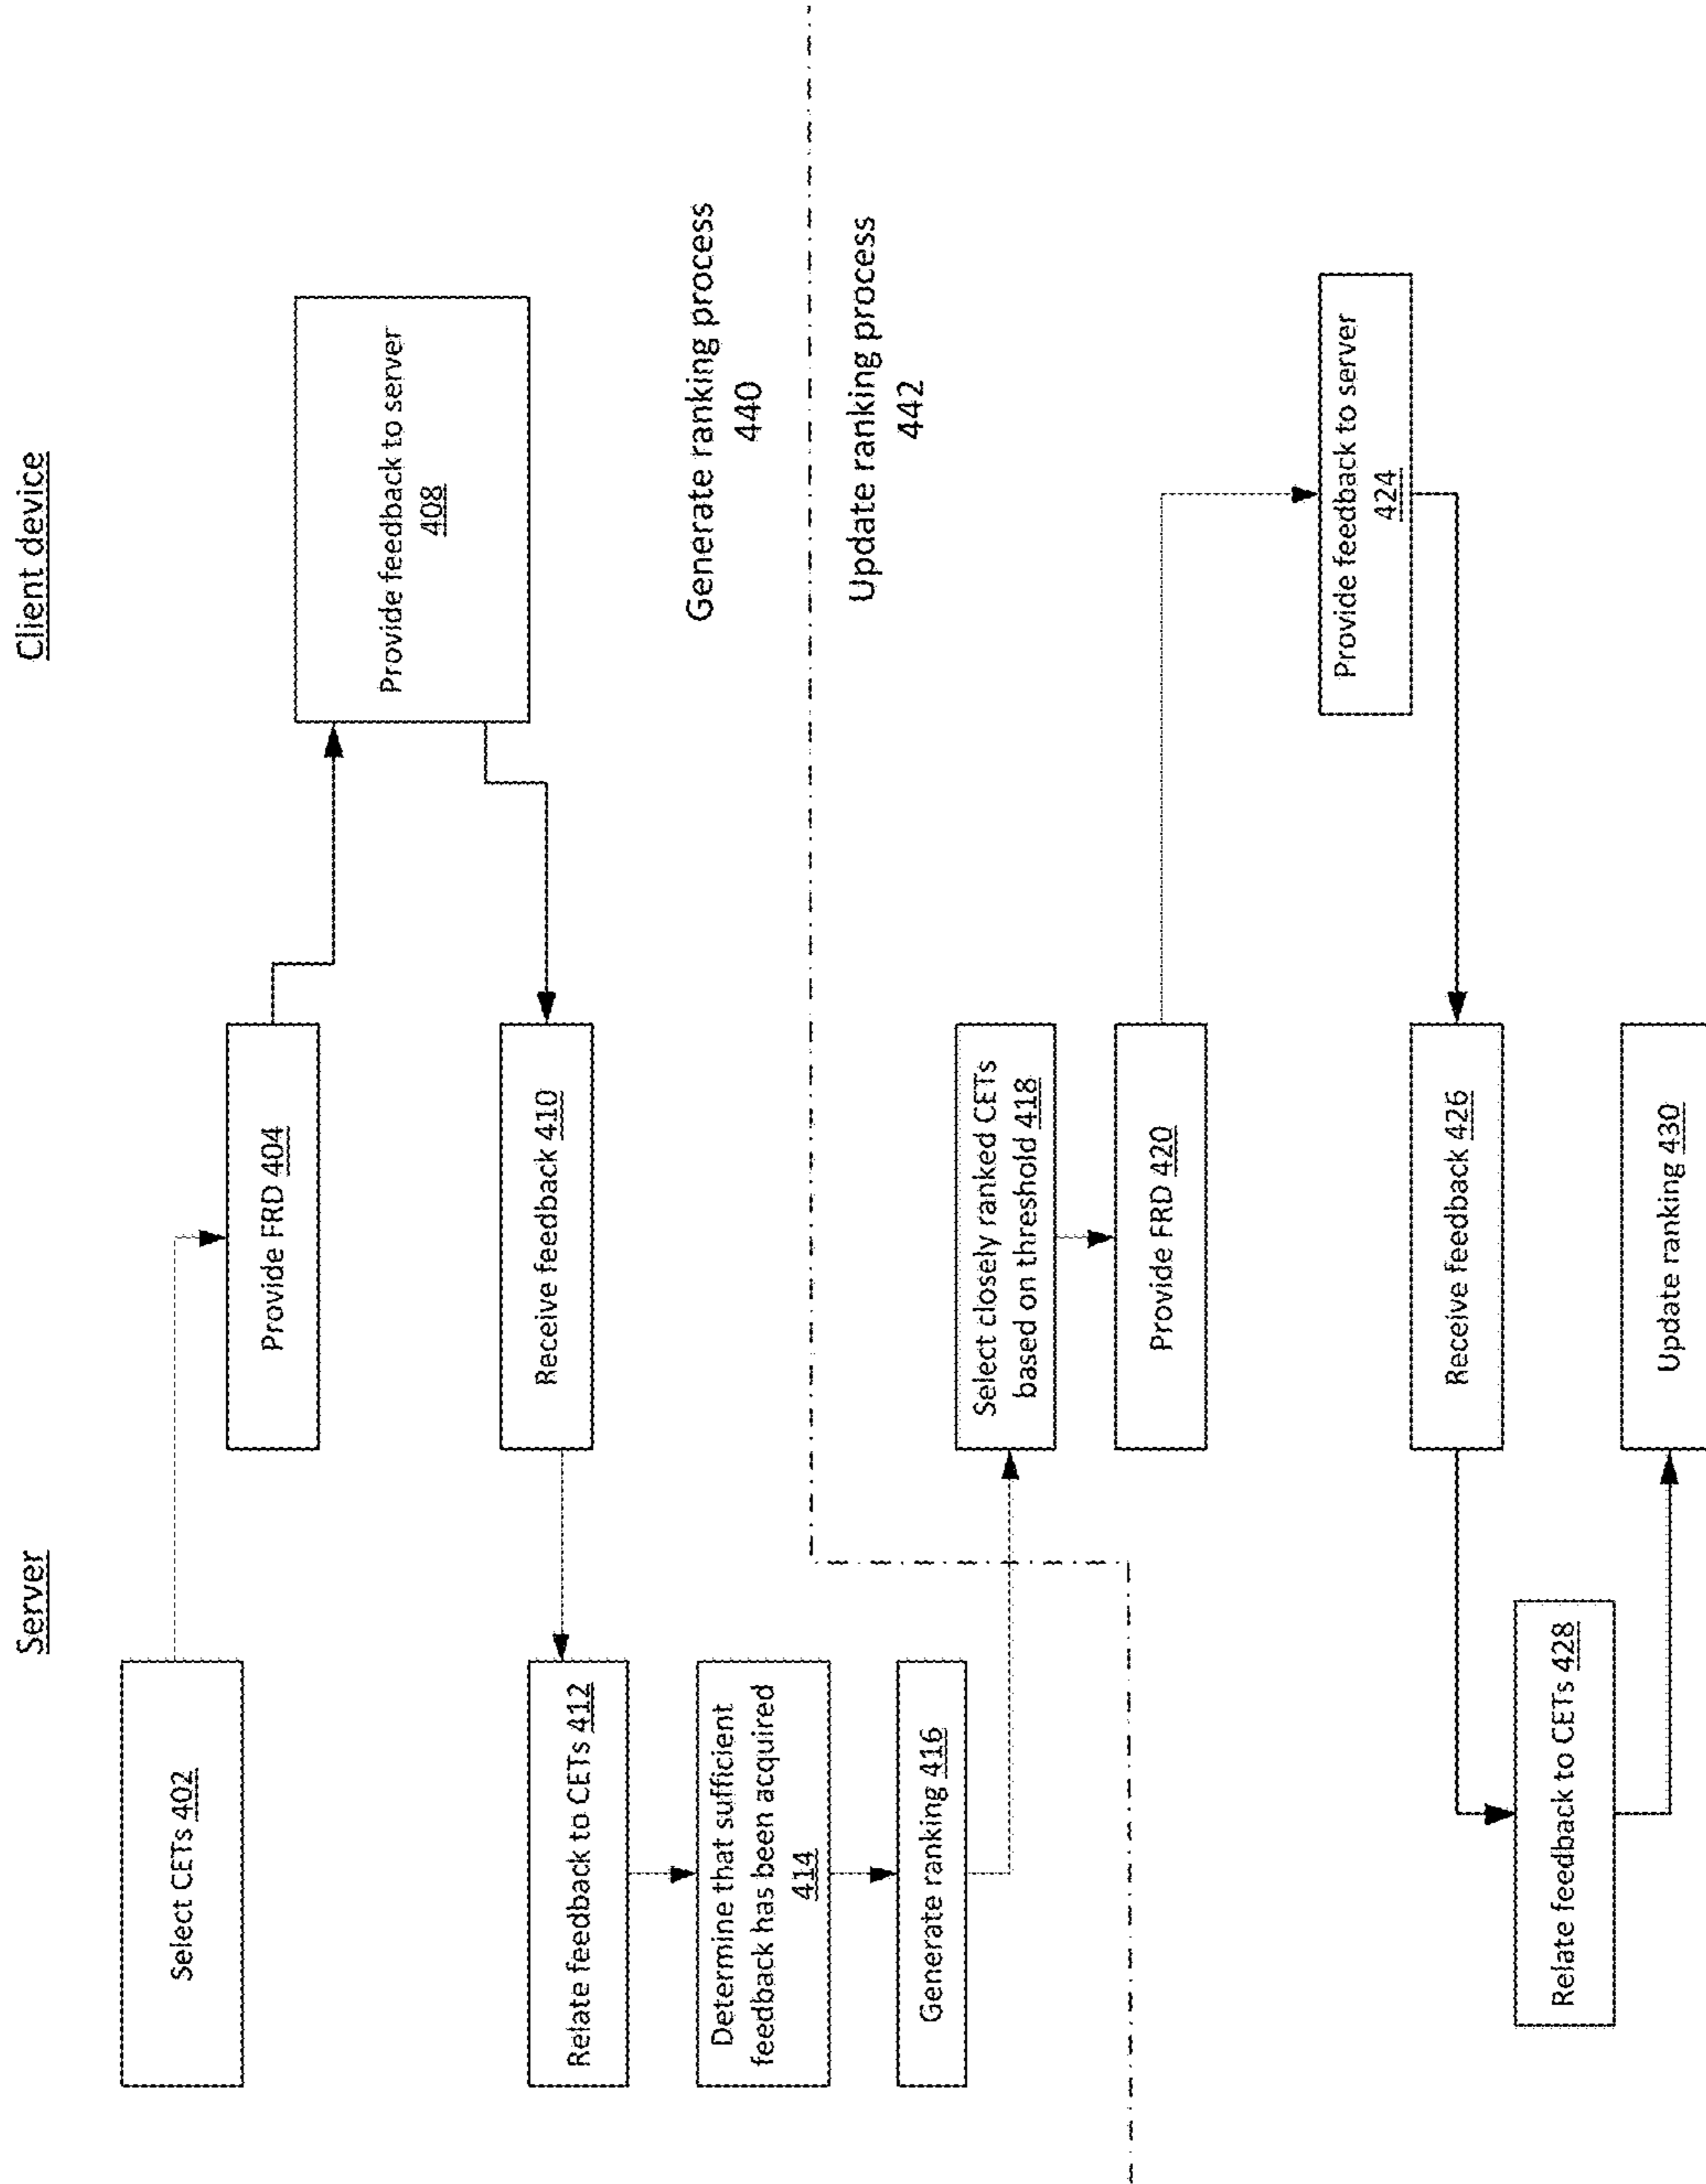 Server
Client device
Select CETs 402
Provide FRD 404
Provide feedback to server
408
Receive feedback 410
Relate feedback to CETs 412
Determine that sufficient
feedback has been acquired
414
Generate ranking 416
Generate ranking process
440
Update ranking process
442
Select closely ranked CETs
based on threshold 418
Provide FRD 420
Provide feedback to server
424
Receive feedback 426
Relate feedback to CETs 428
Update ranking 430